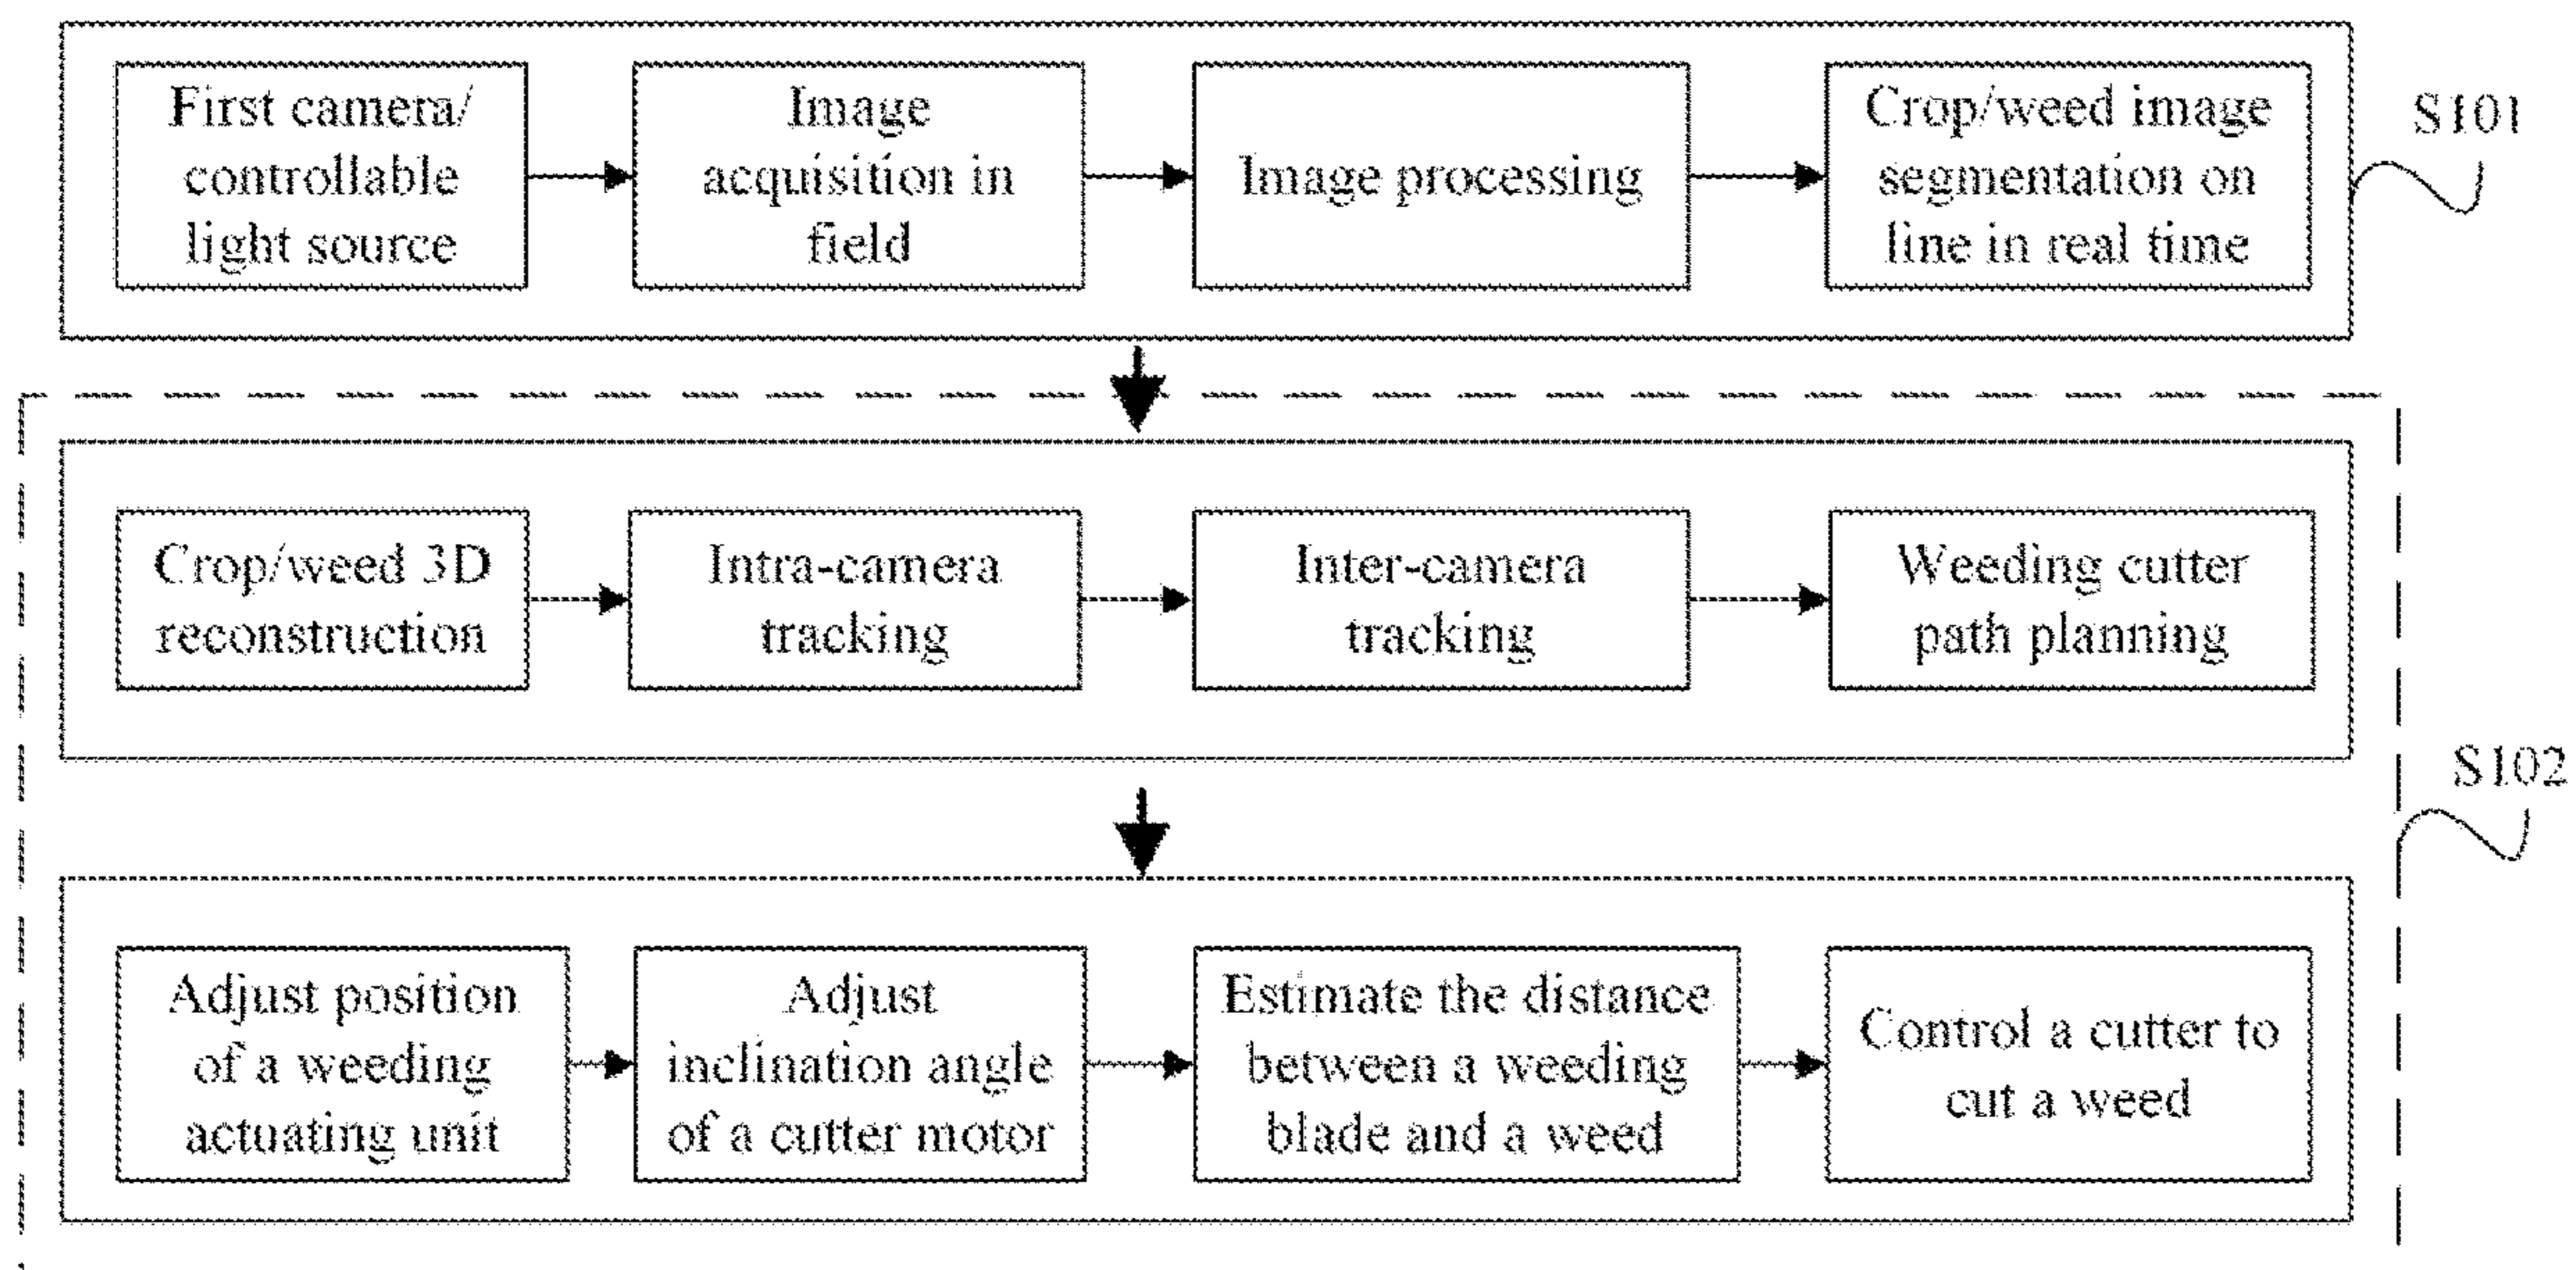 First camera/
controllable
light source
Image
acquisition in
field
Image processing
Crop/weed image
segmentation on
line in real time
S101
Crop/weed 3D
reconstruction
Intra-camera
tracking
Inter-camera
tracking
Weeding cutter
path planning
S102
Adjust position
of a weeding
actuating unit
Adjust
inclination angle
of a cutter motor
Estimate the distance
between a weeding
blade and a weed
Control a cutter to
cut a weed